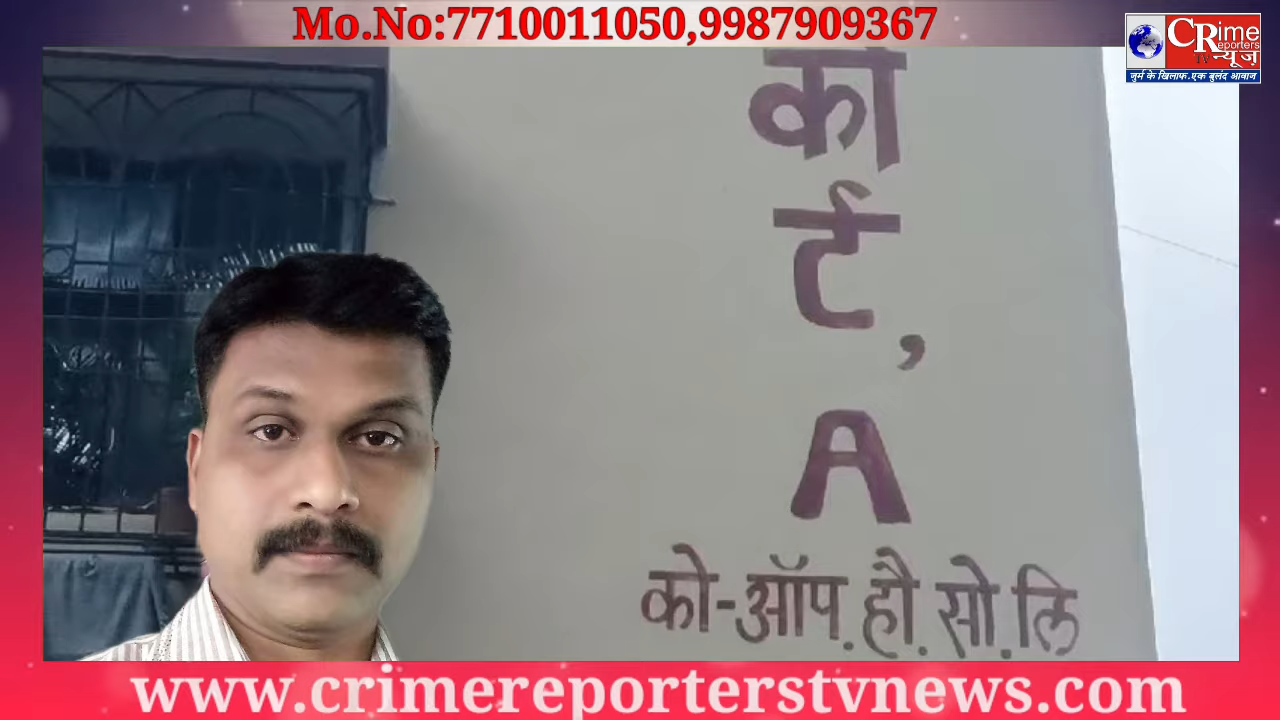 Mo.No:7710011050,9987909367
CRime
Reporters
TV न्यूज़
जुर्म के खिलाफ.एक बुलंद आवाज
र्ट,
A
को-ऑप.हौ.सो.लि
www.crimereporterstvnews.com